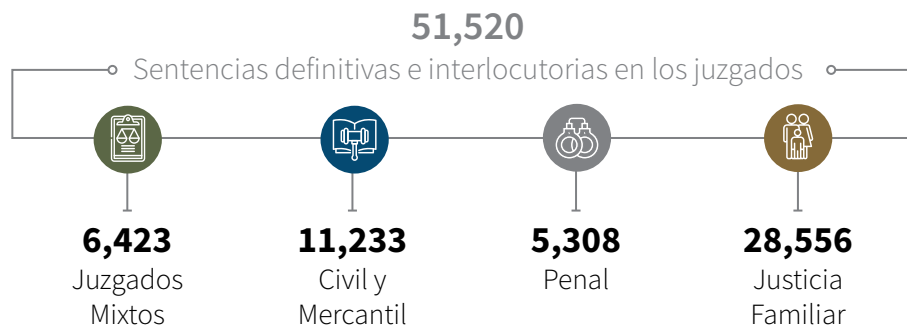 51,520
Sentencias definitivas e interlocutorias en los juzgados
6,423
Juzgados
Mixtos
11,233
Civil y
Mercantil
5,308
Penal
28,556
Justicia
Familiar